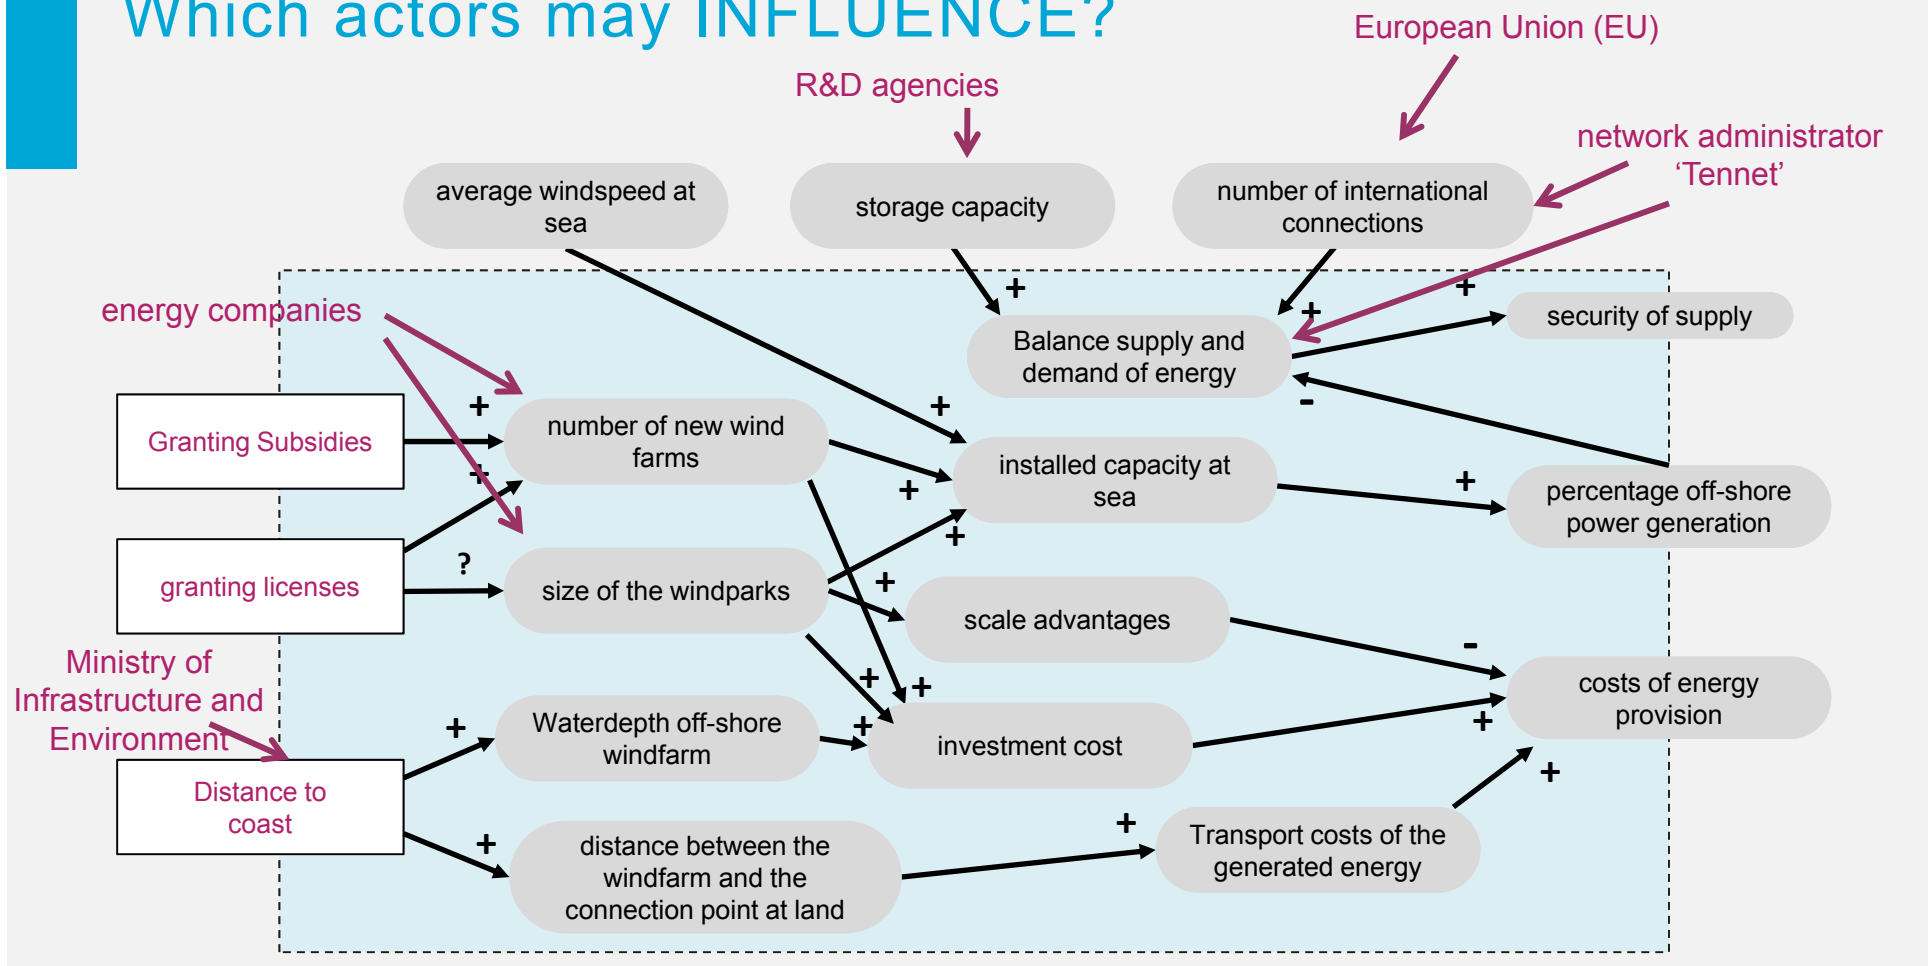 Which actors may INFLUENCE?
European Union (EU)
R&D agencies
network administrator
‘Tennet’
average windspeed at
sea
storage capacity
number of international
connections
+
+
+
energy companies
Balance supply and
demand of energy
security of supply
-
+
+
Granting Subsidies
number of new wind
farms
installed capacity at
sea
+
+
+
percentage off-shore
power generation
granting licenses
?
size of the windparks
+
+
scale advantages
-
Ministry of
Infrastructure and
Environment
+
+
costs of energy
provision
+
Waterdepth off-shore
windfarm
+
investment cost
+
+
Distance to
coast
+
distance between the
windfarm and the
connection point at land
+
Transport costs of the
generated energy